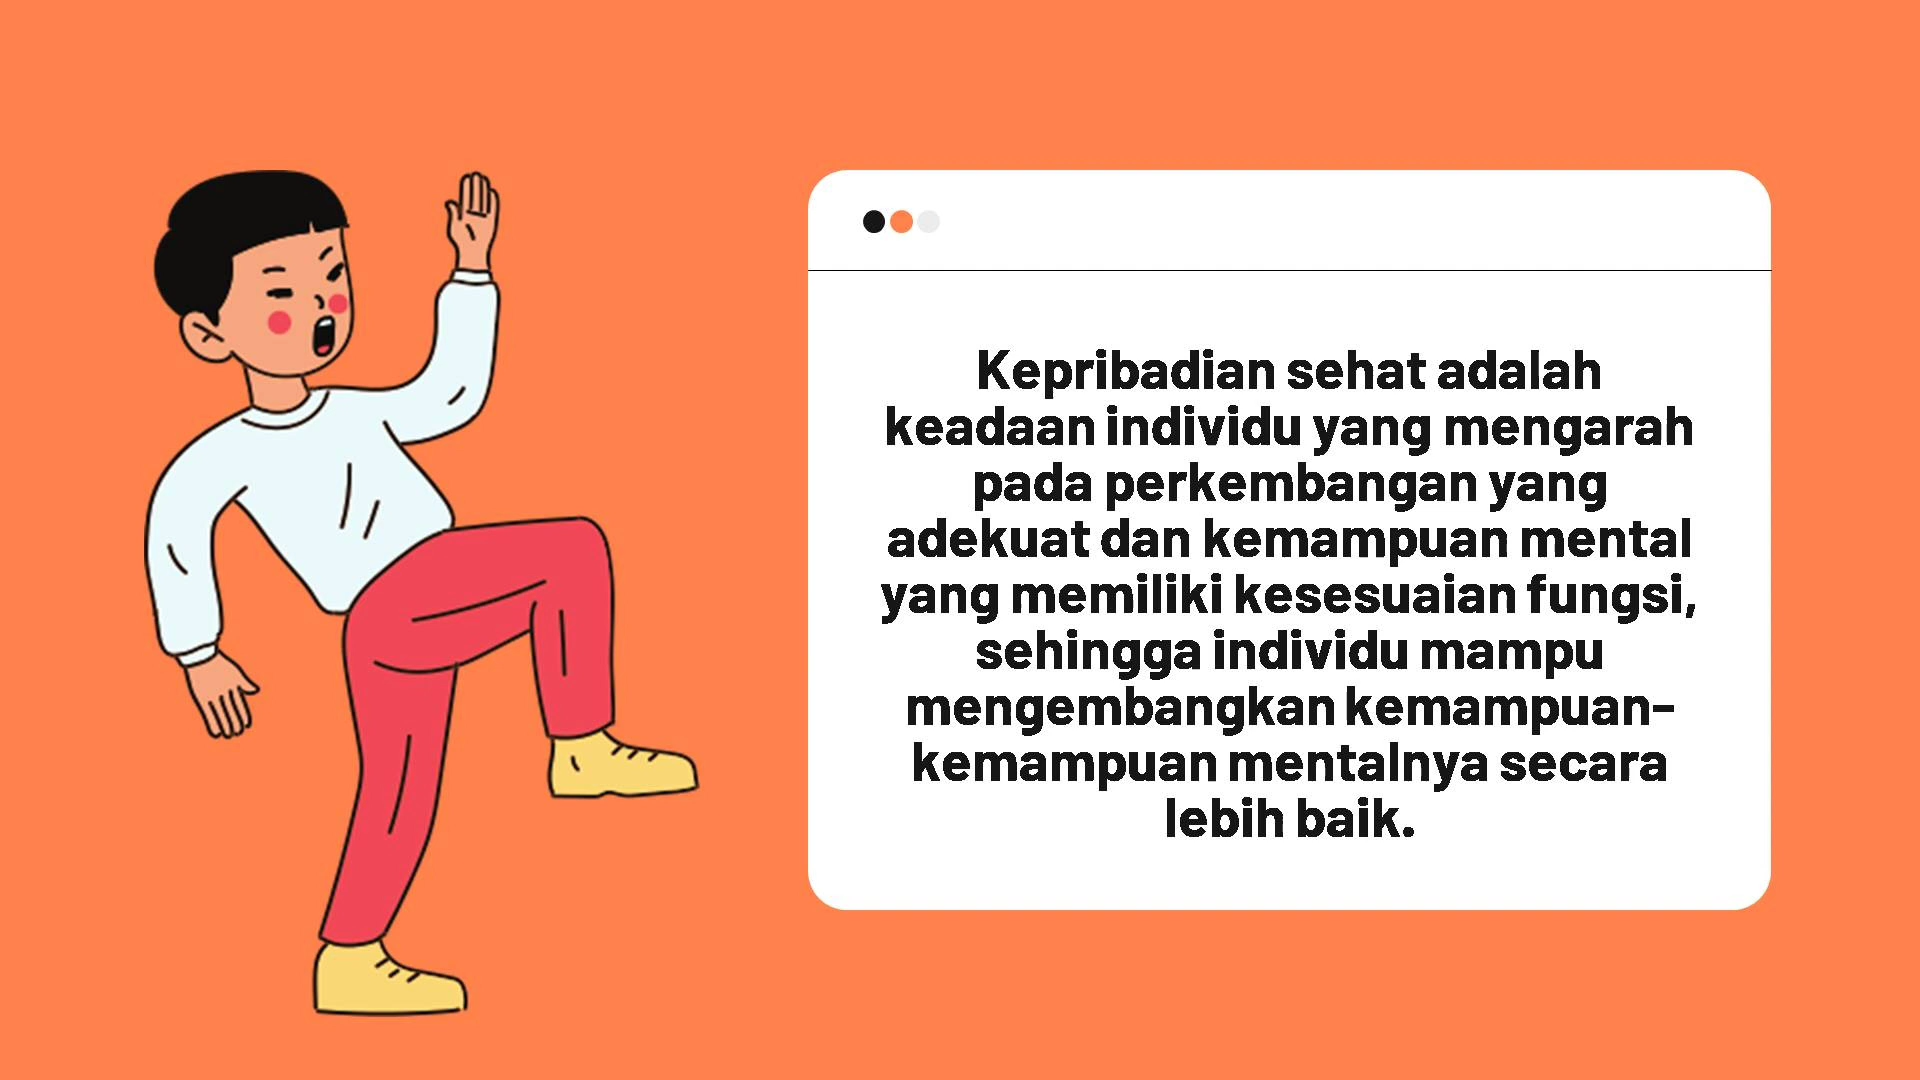 Kepribadian sehat adalah
keadaan individu yang mengarah
pada perkembangan yang
adekuat dan kemampuan mental
yang memiliki kesesuaian fungsi,
sehingga individu mampu
mengembangkan kemampuan-
kemampuan mentalnya secara
lebih baik.